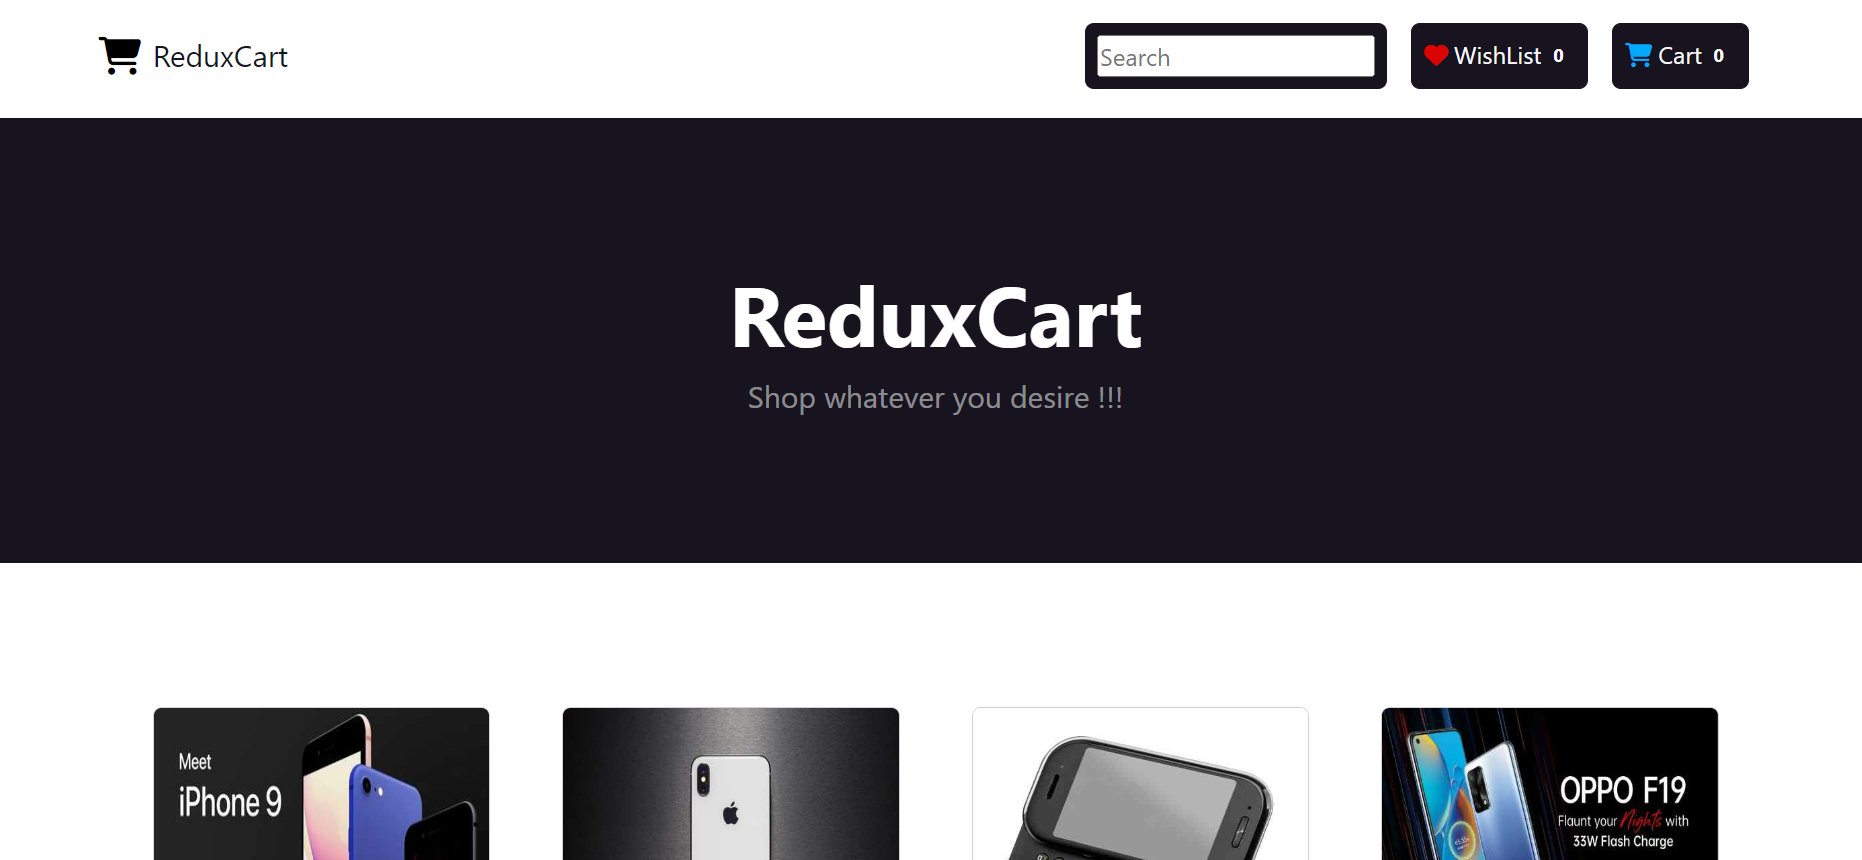 ReduxCart
Search
WishList 0
Cart 0
ReduxCart
Shop whatever you desire !!!
Meet
iPhone 9
OPPO F19
Flaunt your Nights with
33W Flash Charge